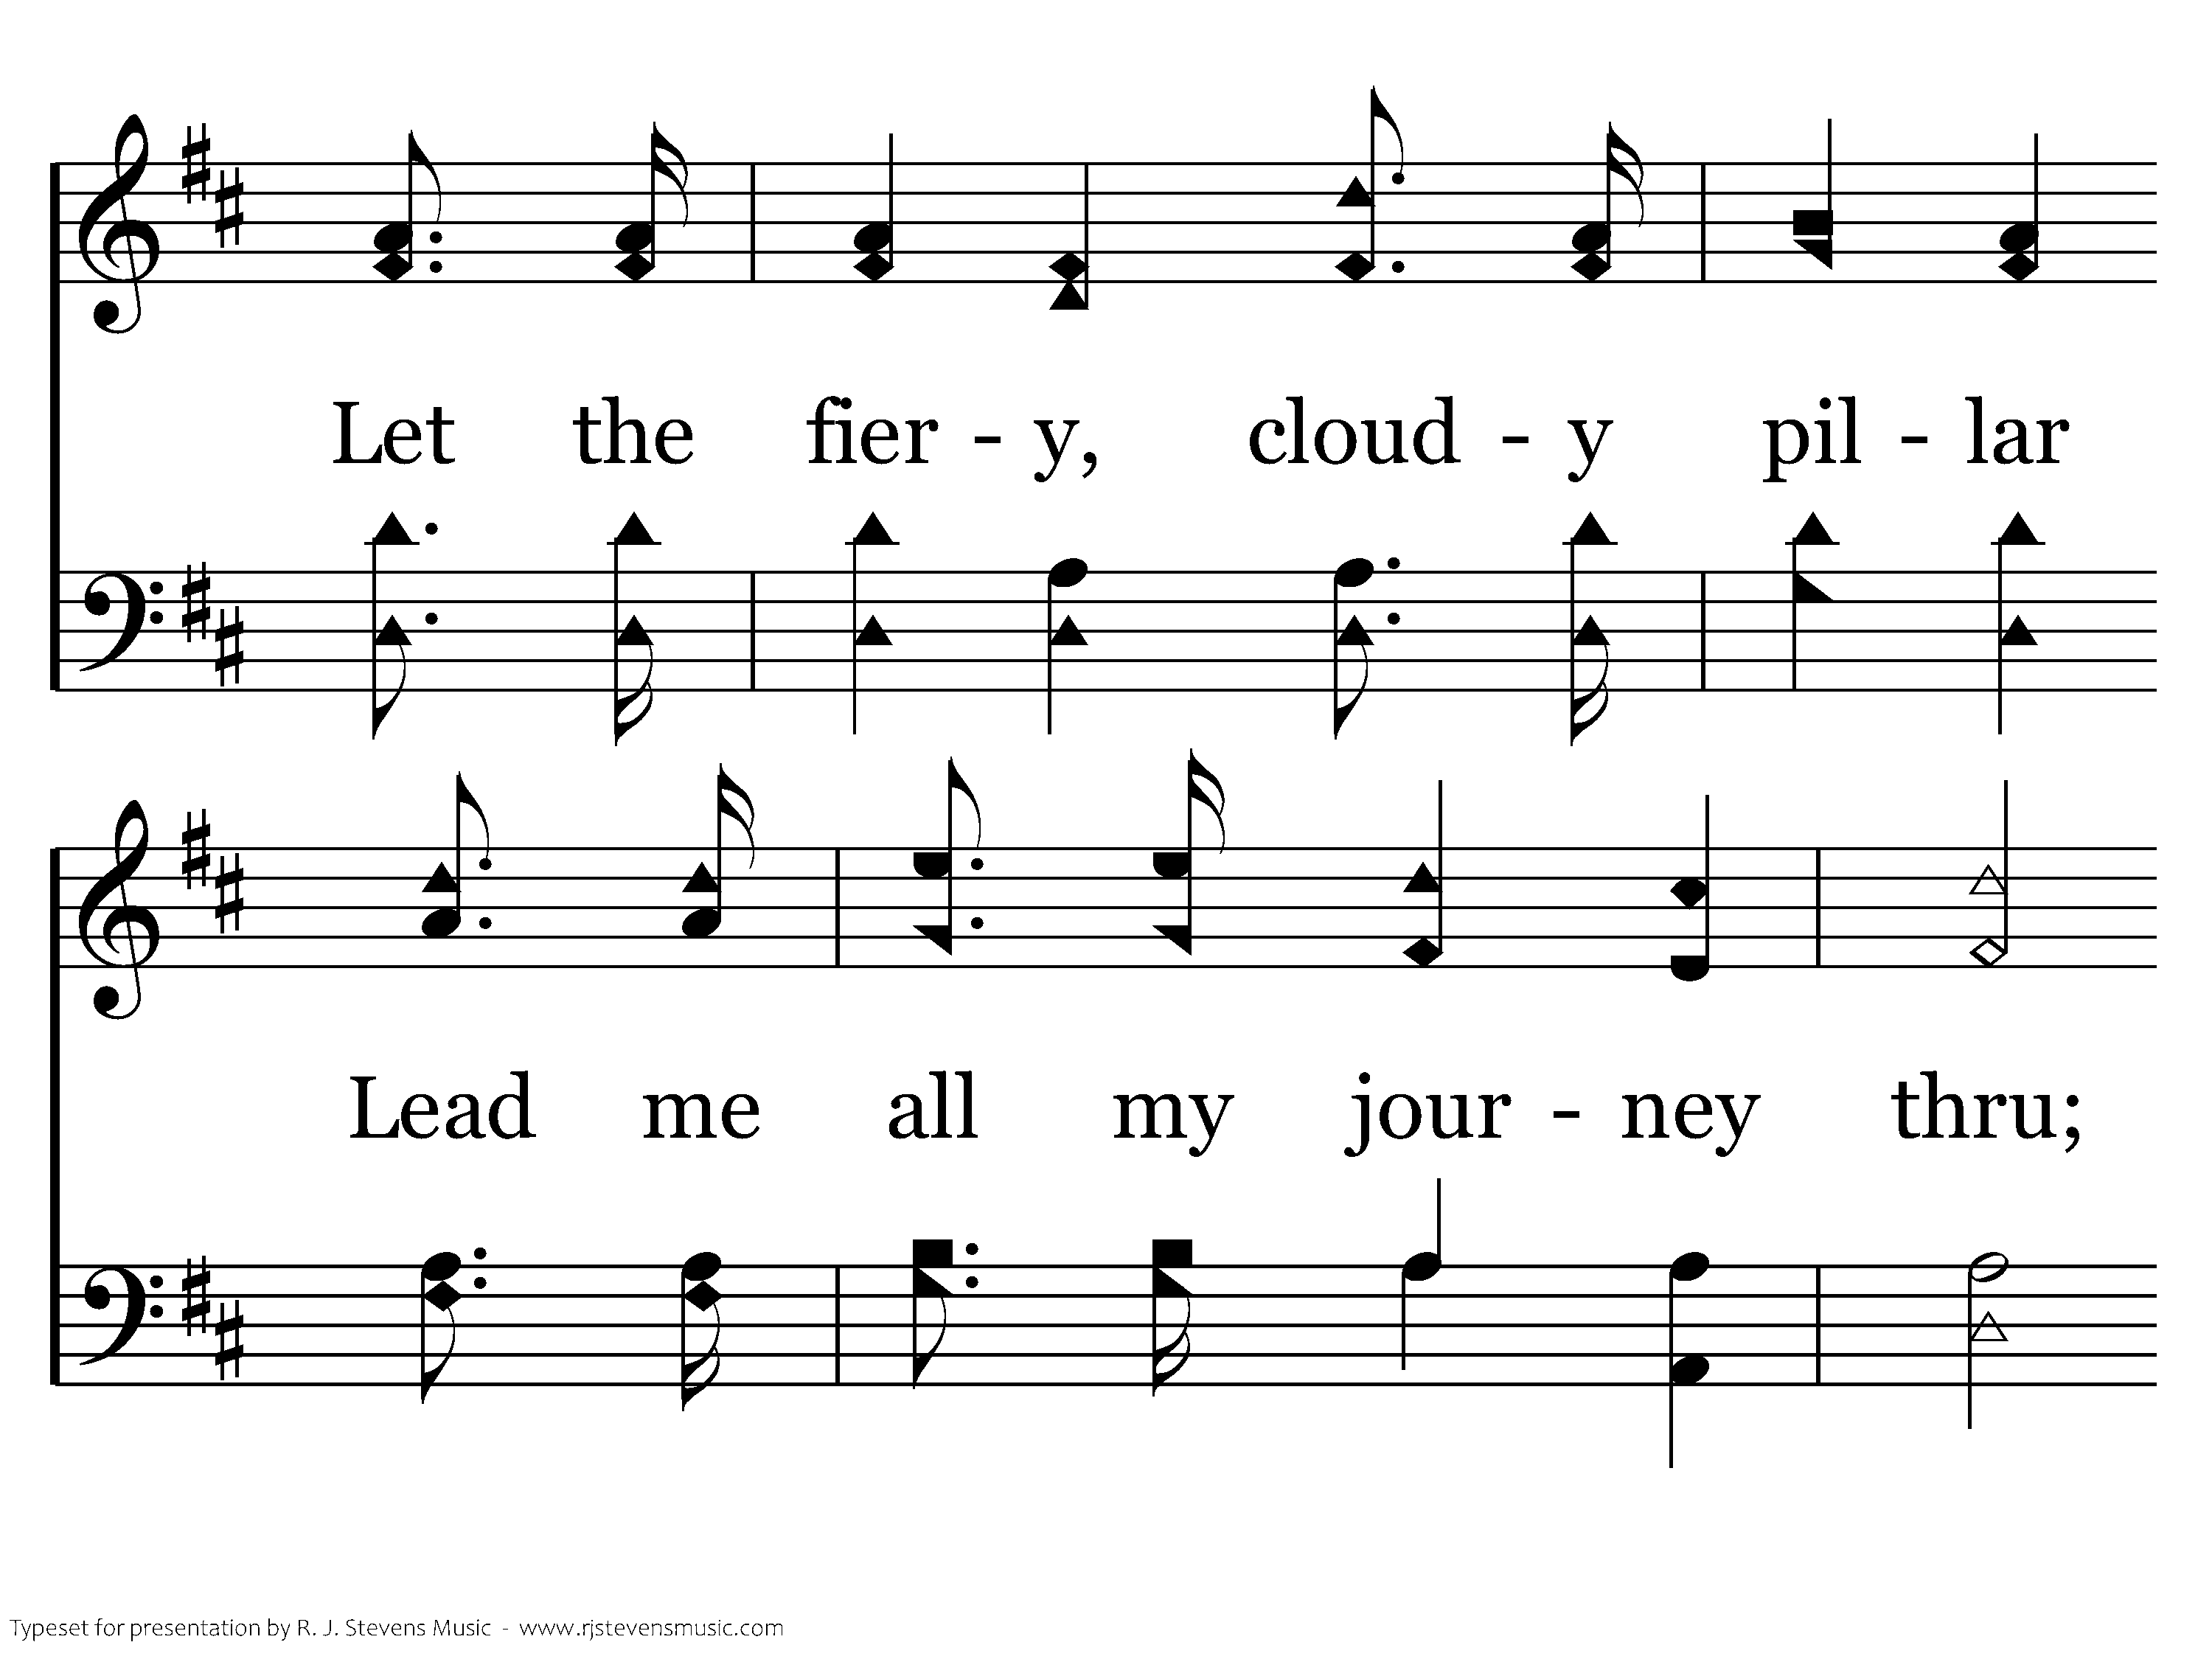 Let the fier - y, cloud - y pil - lar
Lead me all my jour - ney thru;
Typeset for presentation by R. J. Stevens Music - www.rjstevensmusic.com